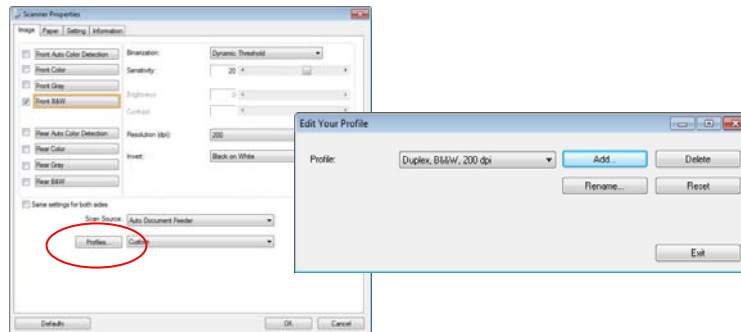 Scanner Properties
Image Paper Setting Information
Front Auto Color Detection Binarization: Dynamic Threshold
Front Color Sensitivity: 20
Front Gray
Brightness: 0
Front B&W
Contrast:
Rear Auto Color Detection Resolution (dpi): 200
Rear Color
Invert: Black on White
Rear Gray
Rear B&W
Same settings for both sides
Scan Source: Auto Document Feeder
Profiles... Custom
Defaults OK Cancel
Edit Your Profile
Profile: Duplex, B&W, 200 dpi Add... Delete
Rename... Reset
Exit